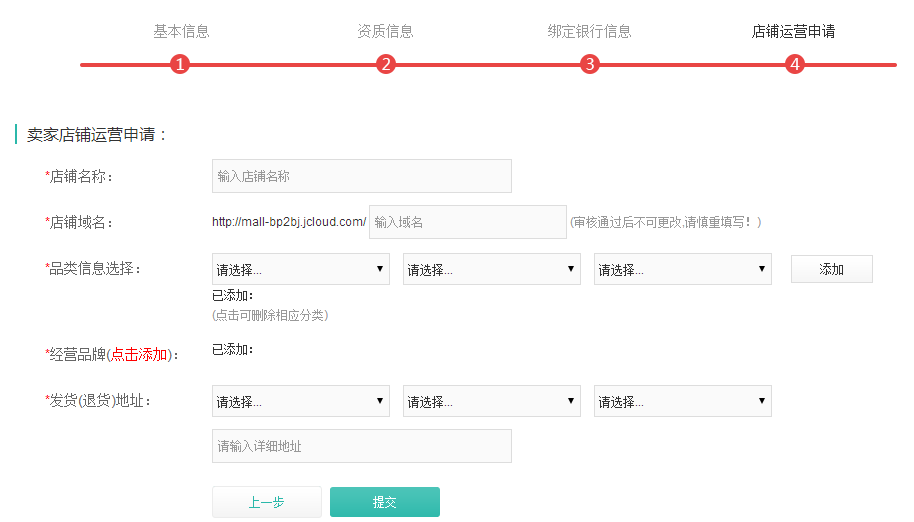 基本信息 资质信息 绑定银行信息 店铺运营申请
1 2 3 4
卖家店铺运营申请：
*店铺名称： 输入店铺名称
*店铺域名： http://mall-bp2bj.jcloud.com/ 输入域名 (审核通过后不可更改,请慎重填写！)
*品类信息选择： 请选择... 请选择... 请选择... 添加
已添加：
(点击可删除相应分类)
*经营品牌(点击添加)： 已添加：
*发货(退货)地址： 请选择... 请选择... 请选择...
请输入详细地址
上一步 提交